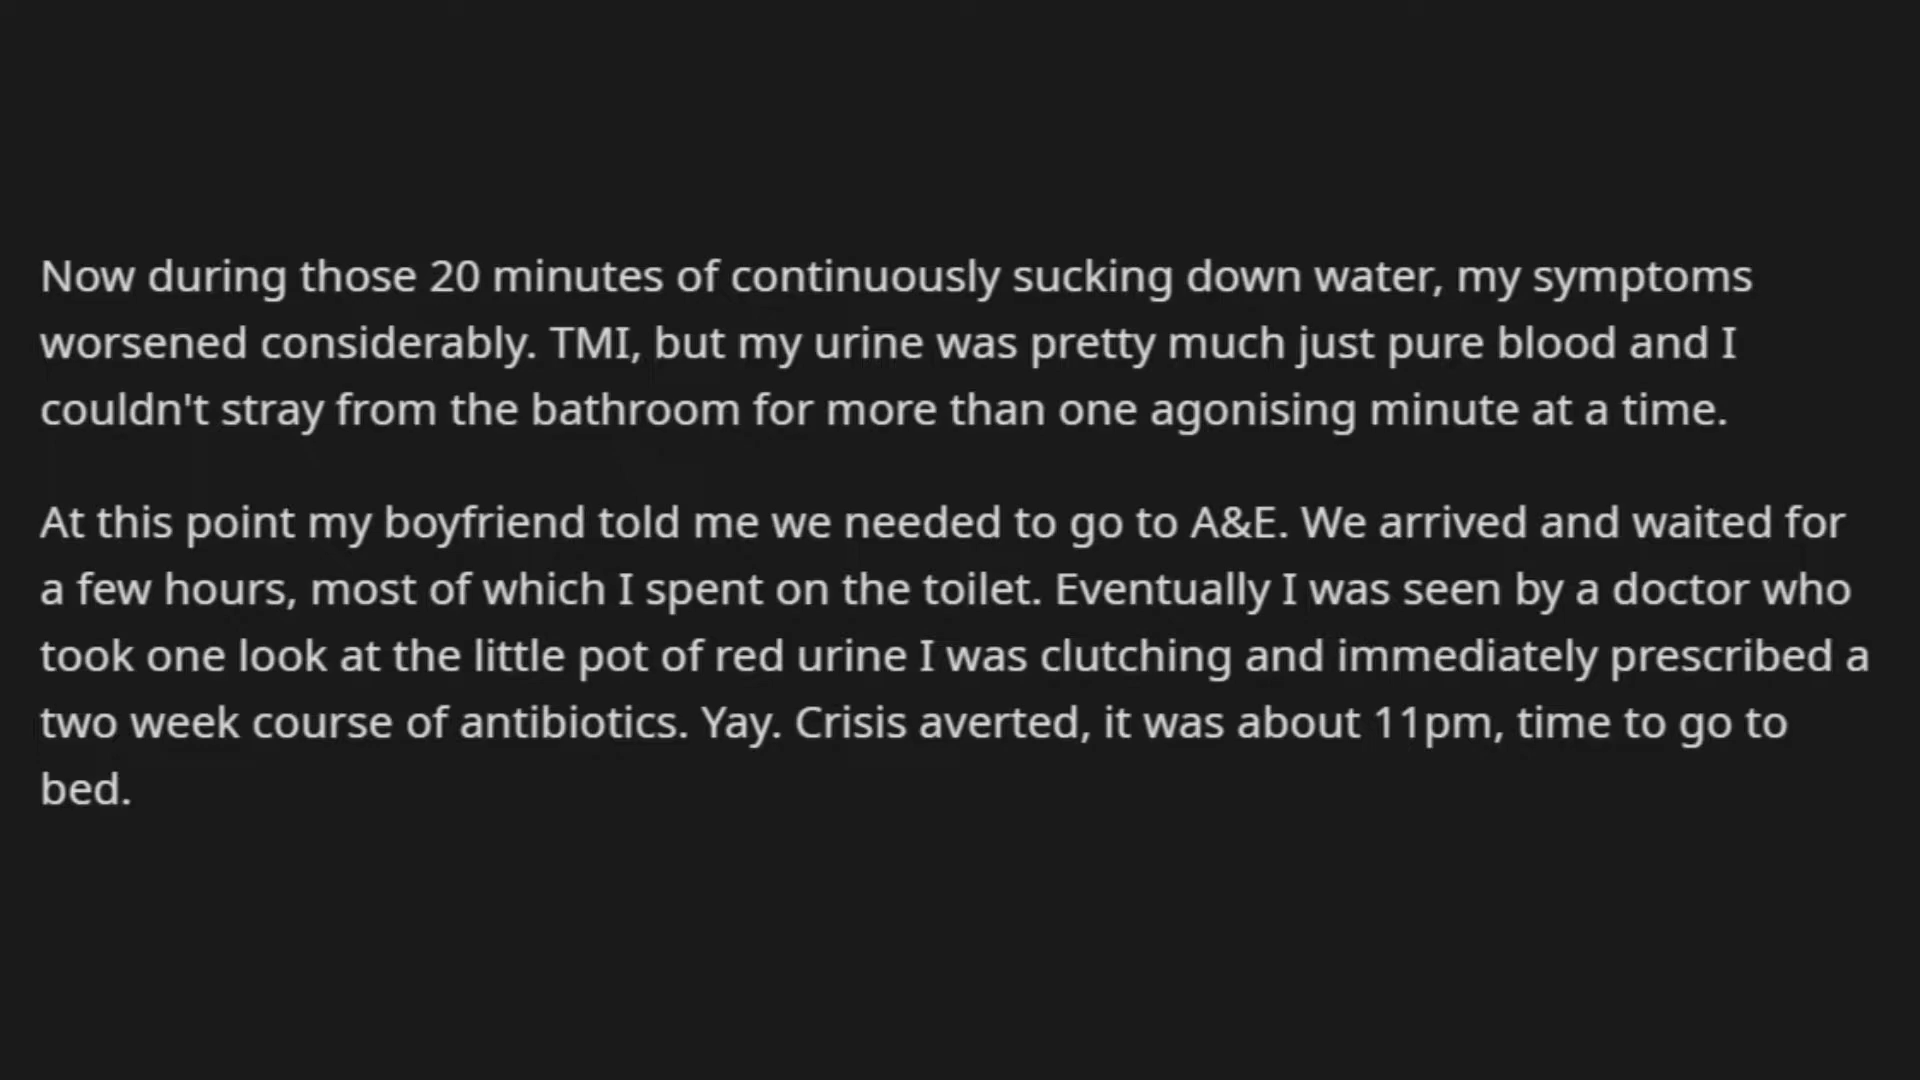 Now during those 20 minutes of continuously sucking down water, my symptoms
worsened considerably. TMI, but my urine was pretty much just pure blood and I
couldn't stray from the bathroom for more than one agonising minute at a time.
At this point my boyfriend told me we needed to go to A&E. We arrived and waited for
a few hours, most of which I spent on the toilet. Eventually I was seen by a doctor who
took one look at the little pot of red urine I was clutching and immediately prescribed a
two week course of antibiotics. Yay. Crisis averted, it was about 11pm, time to go to
bed.